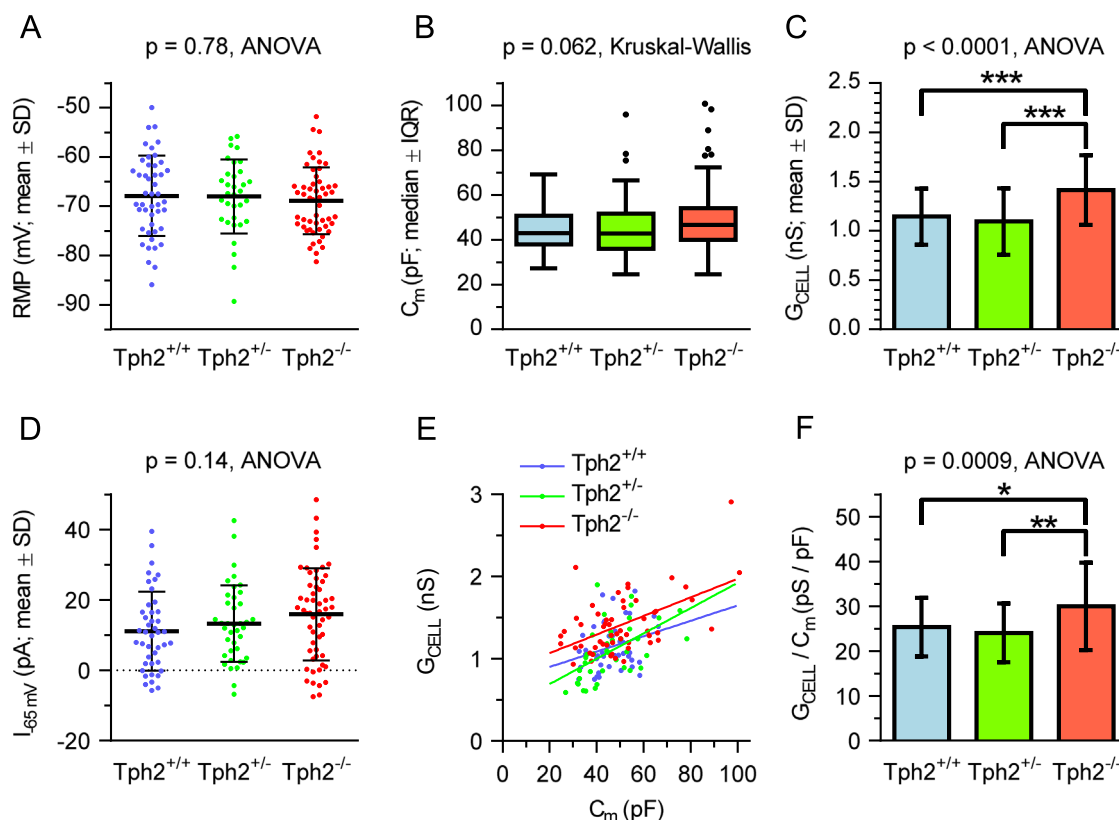 A
p = 0.78, ANOVA
RMP (mV; mean ± SD)
-50
-60
-70
-80
-90
Tph2+/+ Tph2+/- Tph2-/-
B
p = 0.062, Kruskal-Wallis
Cm (pF; median ± IQR)
100
80
60
40
20
0
Tph2+/+ Tph2+/- Tph2-/-
C
p < 0.0001, ANOVA
***
***
GCELL (nS; mean ± SD)
2.5
2.0
1.5
1.0
0.5
0.0
Tph2+/+ Tph2+/- Tph2-/-
D
p = 0.14, ANOVA
I-65 mV (pA; mean ± SD)
60
40
20
0
-20
Tph2+/+ Tph2+/- Tph2-/-
E
Tph2+/+
Tph2+/-
Tph2-/-
GCELL (nS)
3
2
1
0
0 20 40 60 80 100
Cm (pF)
F
p = 0.0009, ANOVA
*
**
GCELL / Cm (pS / pF)
50
40
30
20
10
0
Tph2+/+ Tph2+/- Tph2-/-